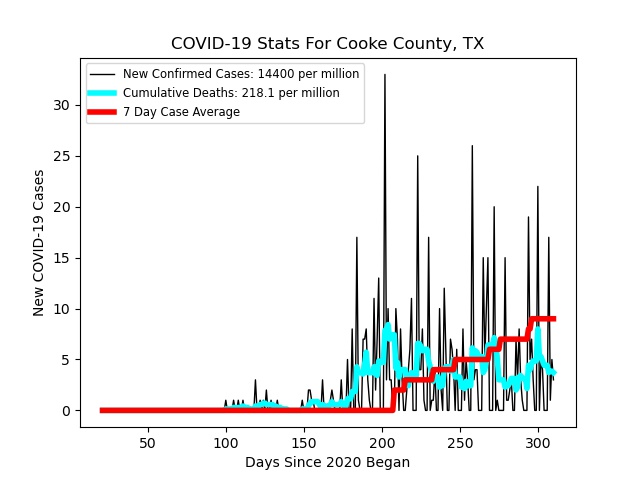 COVID-19 Stats For Cooke County, TX
New Confirmed Cases: 14400 per million
Cumulative Deaths: 218.1 per million
7 Day Case Average
New COVID-19 Cases
30
25
20
15
10
5
0
50
100
150
200
250
300
Days Since 2020 Began